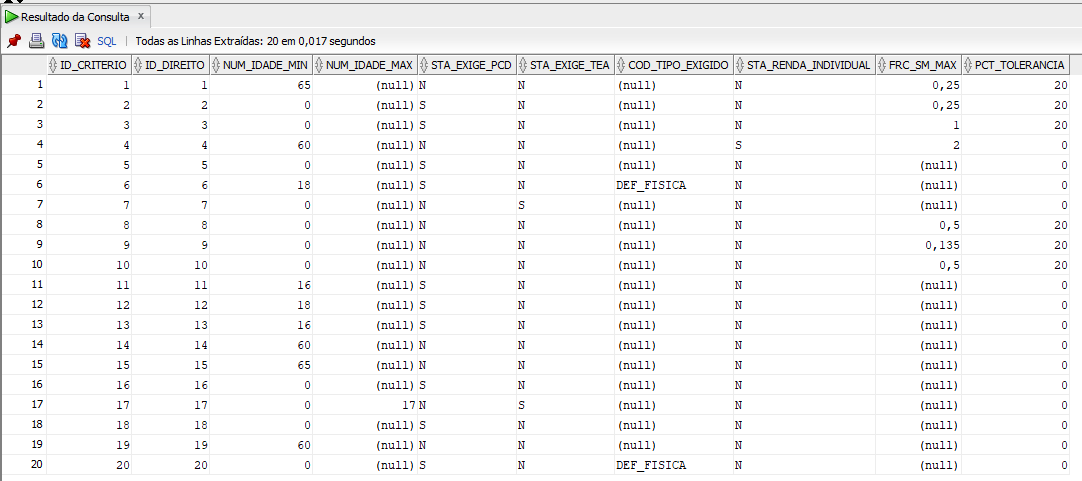 Resultado da Consulta x
SQL | Todas as Linhas Extraídas: 20 em 0,017 segundos
ID_CRITERIO ID_DIREITO NUM_IDADE_MIN NUM_IDADE_MAX STA_EXIGE_PCD STA_EXIGE_TEA COD_TIPO_EXIGIDO STA_RENDA_INDIVIDUAL FRC_SM_MAX PCT_TOLERANCIA
1 1 1 65 (null) N N (null) N 0,25 20
2 2 2 0 (null) S N (null) N 0,25 20
3 3 3 0 (null) S N (null) N 1 20
4 4 4 60 (null) N N (null) S 2 0
5 5 5 0 (null) S N (null) N (null) 0
6 6 6 18 (null) S N DEF_FISICA N (null) 0
7 7 7 0 (null) N S (null) N (null) 0
8 8 8 0 (null) N N (null) N 0,5 20
9 9 9 0 (null) N N (null) N 0,135 20
10 10 10 0 (null) N N (null) N 0,5 20
11 11 11 16 (null) S N (null) N (null) 0
12 12 12 18 (null) S N (null) N (null) 0
13 13 13 16 (null) S N (null) N (null) 0
14 14 14 60 (null) N N (null) N (null) 0
15 15 15 65 (null) N N (null) N (null) 0
16 16 16 0 (null) S N (null) N (null) 0
17 17 17 0 17 N S (null) N (null) 0
18 18 18 0 (null) S N (null) N (null) 0
19 19 19 60 (null) N N (null) N (null) 0
20 20 20 0 (null) S N DEF_FISICA N (null) 0